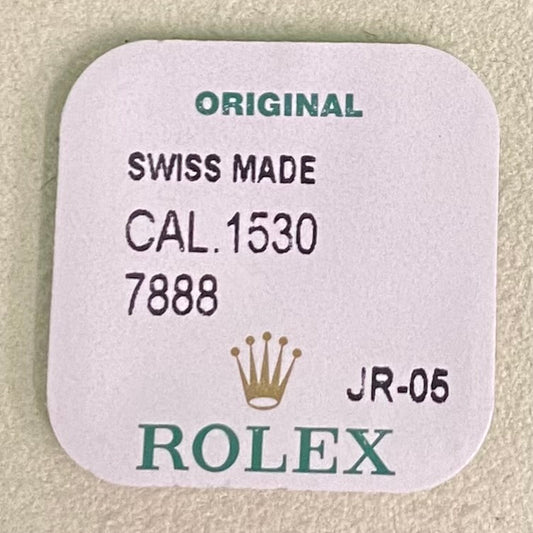 ORIGINAL
SWISS MADE
CAL.1530
7888
JR-05
ROLEX